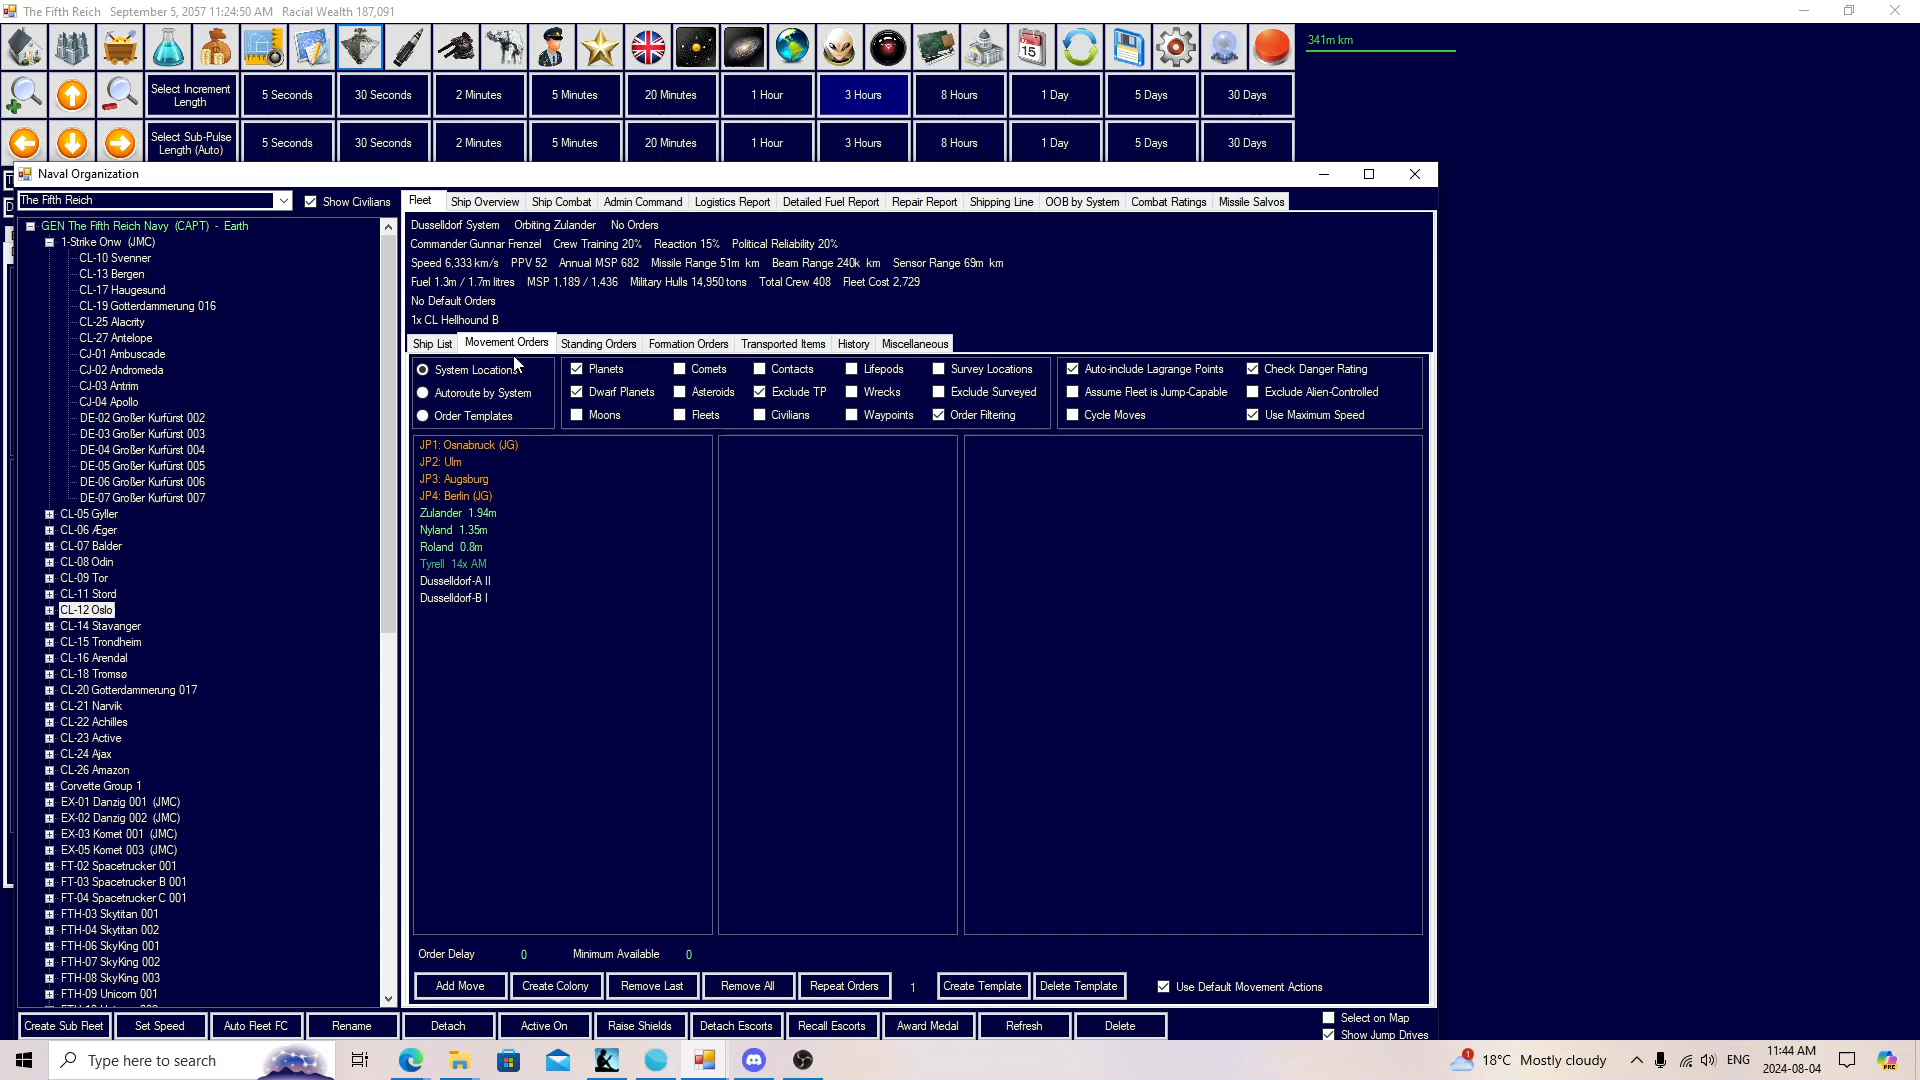 The Fifth Reich   September 5, 2057 11:24:50 AM   Racial Wealth 187,091
15
341m km
Select Increment Length
5 Seconds
30 Seconds
2 Minutes
5 Minutes
20 Minutes
1 Hour
3 Hours
8 Hours
1 Day
5 Days
30 Days
Select Sub-Pulse Length (Auto)
5 Seconds
30 Seconds
2 Minutes
5 Minutes
20 Minutes
1 Hour
3 Hours
8 Hours
1 Day
5 Days
30 Days
Naval Organization
The Fifth Reich
Show Civilians
GEN The Fifth Reich Navy (CAPT) - Earth
1-Strike Onw (JMC)
CL-10 Svenner
CL-13 Bergen
CL-17 Haugesund
CL-19 Gotterdammerung 016
CL-25 Alacrity
CL-27 Antelope
CJ-01 Ambuscade
CJ-02 Andromeda
CJ-03 Antrim
CJ-04 Apollo
DE-02 Großer Kurfürst 002
DE-03 Großer Kurfürst 003
DE-04 Großer Kurfürst 004
DE-05 Großer Kurfürst 005
DE-06 Großer Kurfürst 006
DE-07 Großer Kurfürst 007
CL-05 Gyller
CL-06 Æger
CL-07 Balder
CL-08 Odin
CL-09 Tor
CL-11 Stord
CL-12 Oslo
CL-14 Stavanger
CL-15 Trondheim
CL-16 Arendal
CL-18 Tromsø
CL-20 Gotterdammerung 017
CL-21 Narvik
CL-22 Achilles
CL-23 Active
CL-24 Ajax
CL-26 Amazon
Corvette Group 1
EX-01 Danzig 001 (JMC)
EX-02 Danzig 002 (JMC)
EX-03 Komet 001 (JMC)
EX-05 Komet 003 (JMC)
FT-02 Spacetrucker 001
FT-03 Spacetrucker B 001
FT-04 Spacetrucker C 001
FTH-03 Skytitan 001
FTH-04 Skytitan 002
FTH-06 SkyKing 001
FTH-07 SkyKing 002
FTH-08 SkyKing 003
FTH-09 Unicorn 001
Fleet
Ship Overview
Ship Combat
Admin Command
Logistics Report
Detailed Fuel Report
Repair Report
Shipping Line
OOB by System
Combat Ratings
Missile Salvos
Dusselldorf System   Orbiting Zulander   No Orders
Commander Gunnar Frenzel   Crew Training 20%   Reaction 15%   Political Reliability 20%
Speed 6,333 km/s   PPV 52   Annual MSP 682   Missile Range 51m km   Beam Range 240k km   Sensor Range 69m km
Fuel 1.3m / 1.7m litres   MSP 1,189 / 1,436   Military Hulls 14,950 tons   Total Crew 408   Fleet Cost 2,729
No Default Orders
1x CL Hellhound B
Ship List
Movement Orders
Standing Orders
Formation Orders
Transported Items
History
Miscellaneous
System Locations
Autoroute by System
Order Templates
Planets
Comets
Contacts
Lifepods
Survey Locations
Dwarf Planets
Asteroids
Exclude TP
Wrecks
Exclude Surveyed
Moons
Fleets
Civilians
Waypoints
Order Filtering
Auto-include Lagrange Points
Check Danger Rating
Assume Fleet is Jump-Capable
Exclude Alien-Controlled
Cycle Moves
Use Maximum Speed
JP1: Osnabruck (JG)
JP2: Ulm
JP3: Augsburg
JP4: Berlin (JG)
Zulander 1.94m
Nyland 1.35m
Roland 0.8m
Tyrell 14x AM
Dusselldorf-A II
Dusselldorf-B I
Order Delay 0
Minimum Available 0
Add Move
Create Colony
Remove Last
Remove All
Repeat Orders
1
Create Template
Delete Template
Use Default Movement Actions
Create Sub Fleet
Set Speed
Auto Fleet FC
Rename
Detach
Active On
Raise Shields
Detach Escorts
Recall Escorts
Award Medal
Refresh
Delete
Select on Map
Show Jump Drives
Type here to search
1
18°C Mostly cloudy
ENG
11:44 AM
2024-08-04
PRE